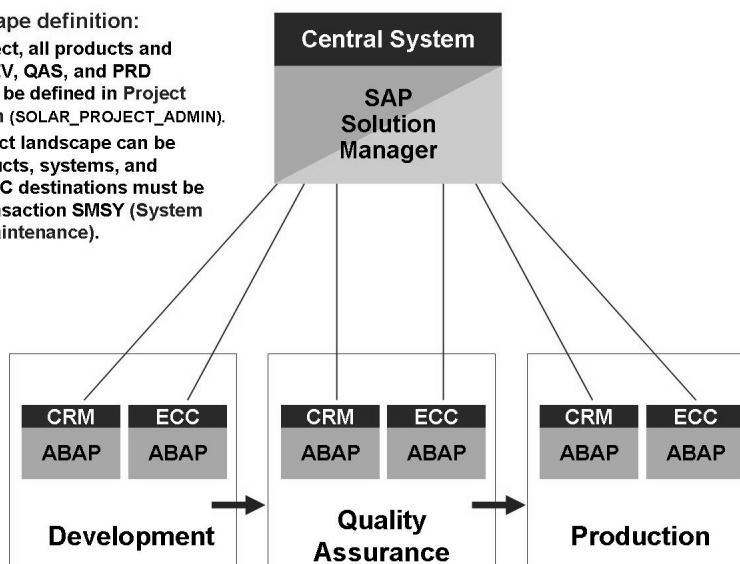 ape definition:
ect, all products and
EV, QAS, and PRD
be defined in Project
(SOLAR_PROJECT_ADMIN).
ct landscape can be
ucts, systems, and
C destinations must be
nsaction SMSY (System
aintenance).
Central System
SAP
Solution
Manager
CRM
ECC
ABAP
ABAP
Development
CRM
ECC
ABAP
ABAP
Quality
Assurance
CRM
ECC
ABAP
ABAP
Production